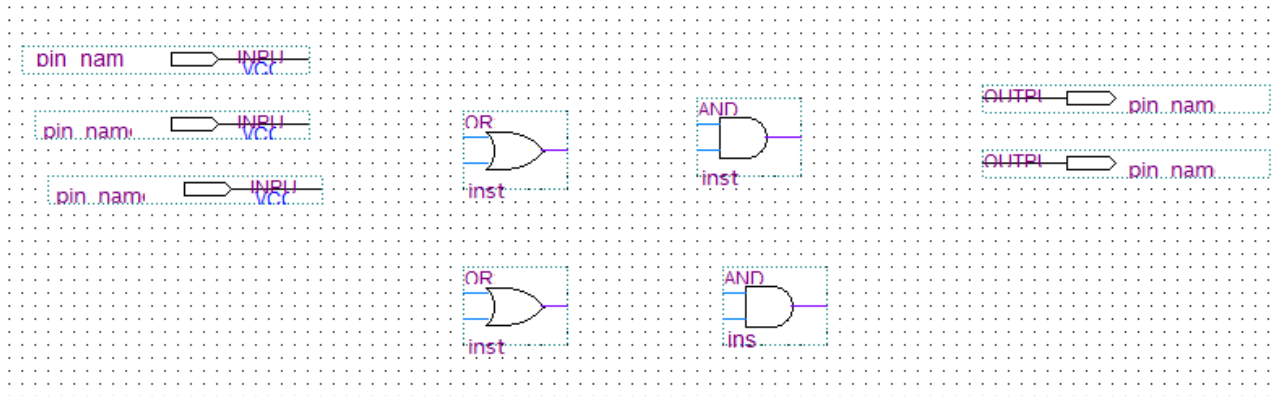 pin_nam INPU
VCC
pin_name INPU
VCC
pin_name INPU
VCC
OR
inst
AND
inst
OUTPU pin_nam
OUTPU pin_nam
OR
inst
AND
ins